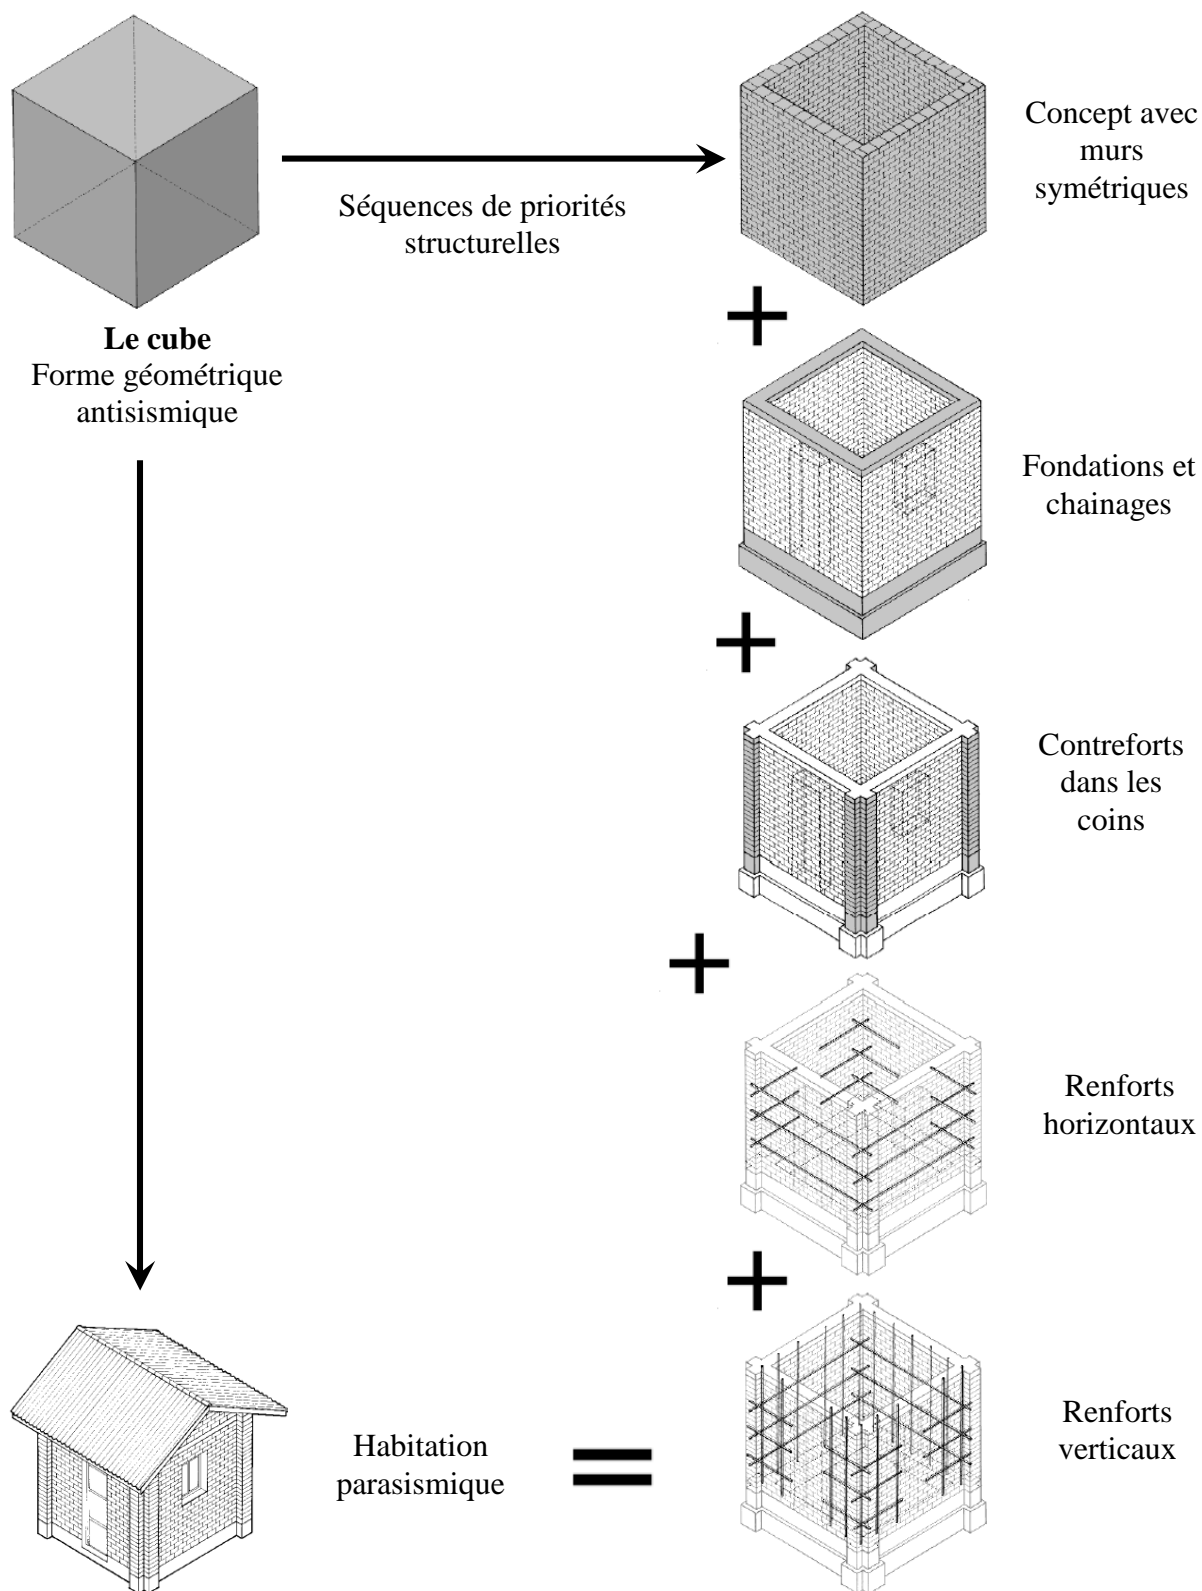 Concept avec
murs
symétriques
Séquences de priorités
structurelles
Le cube
Forme géométrique
antisismique
Fondations et
chainages
Contreforts
dans les
coins
Renforts
horizontaux
Renforts
verticaux
Habitation
parasismique